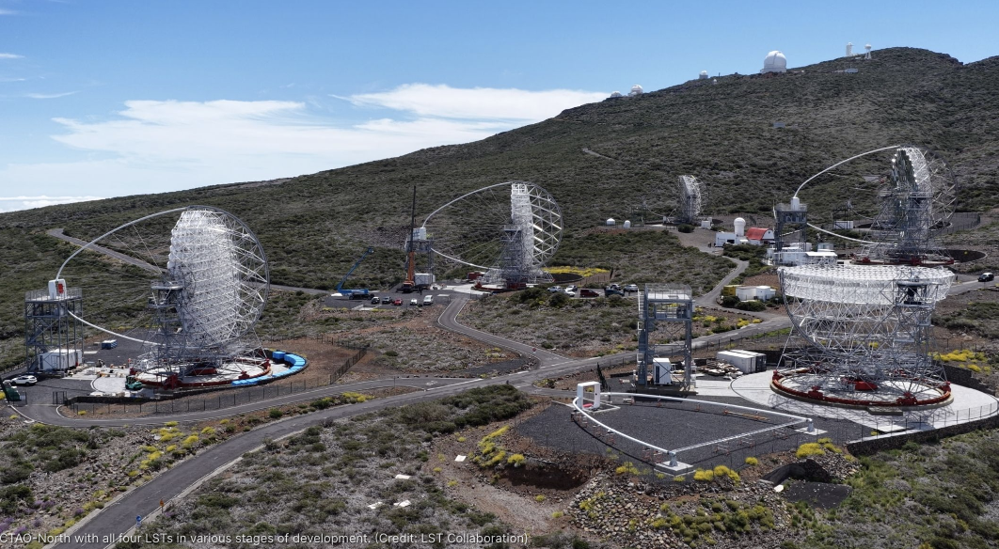 CTAO-North with all four LSTs in various stages of development. (Credit: LST Collaboration)